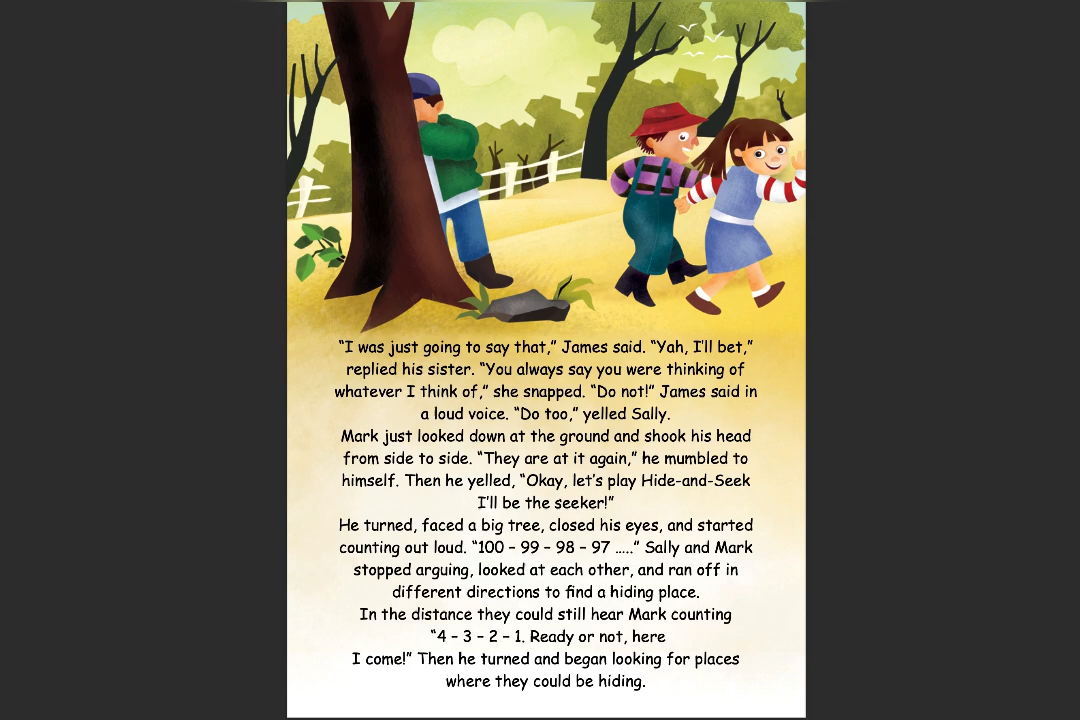 “I was just going to say that,” James said. “Yah, I’ll bet,”
replied his sister. “You always say you were thinking of
whatever I think of,” she snapped. “Do not!” James said in
a loud voice. “Do too,” yelled Sally.
Mark just looked down at the ground and shook his head
from side to side. “They are at it again,” he mumbled to
himself. Then he yelled, “Okay, let’s play Hide-and-Seek
I’ll be the seeker!”
He turned, faced a big tree, closed his eyes, and started
counting out loud. “100 – 99 – 98 – 97 .....” Sally and Mark
stopped arguing, looked at each other, and ran off in
different directions to find a hiding place.
In the distance they could still hear Mark counting
“4 – 3 – 2 – 1. Ready or not, here
I come!” Then he turned and began looking for places
where they could be hiding.